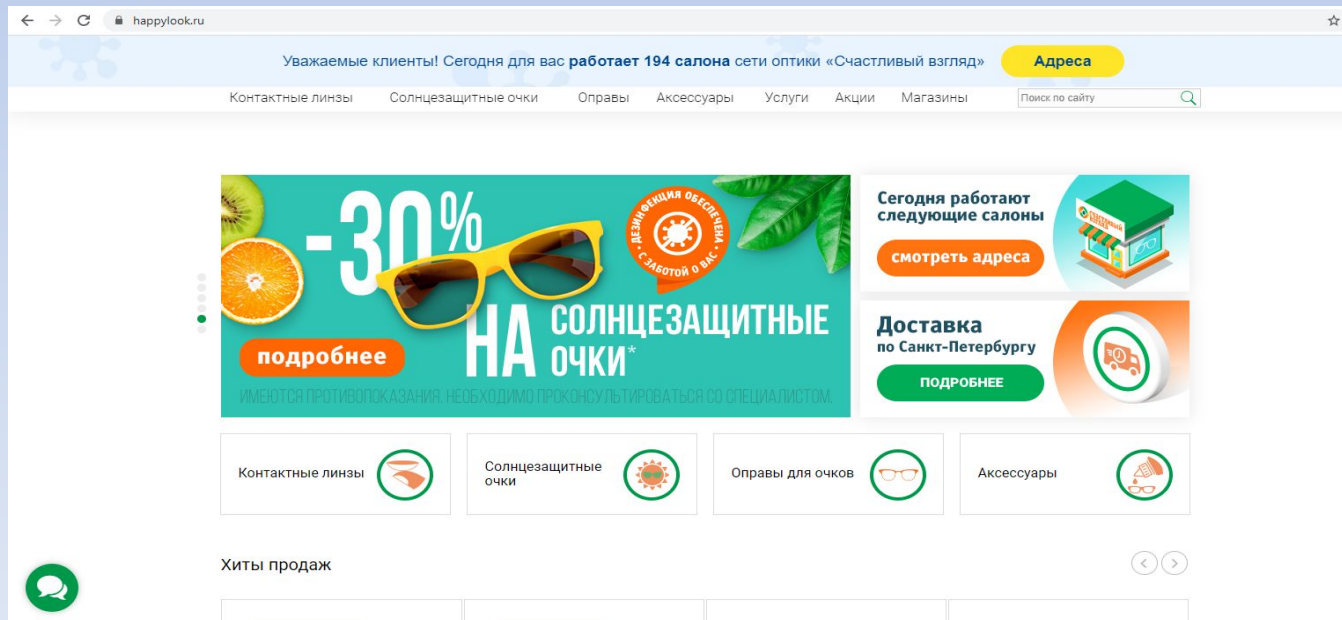 happylook.ru
Уважаемые клиенты! Сегодня для вас работает 194 салона сети оптики «Счастливый взгляд»
Адреса
Контактные линзы Солнцезащитные очки Оправы Аксессуары Услуги Акции Магазины Поиск по сайту
-30%
ДЕЗИНФЕКЦИЯ ОБЕСПЕЧЕНА
С ЗАБОТОЙ О ВАС
НА СОЛНЦЕЗАЩИТНЫЕ
ОЧКИ*
подробнее
ИМЕЮТСЯ ПРОТИВОПОКАЗАНИЯ. НЕОБХОДИМО ПРОКОНСУЛЬТИРОВАТЬСЯ СО СПЕЦИАЛИСТОМ.
Сегодня работают
следующие салоны
смотреть адреса
Доставка
по Санкт-Петербургу
ПОДРОБНЕЕ
Контактные линзы
Солнцезащитные
очки
Оправы для очков
Аксессуары
Хиты продаж